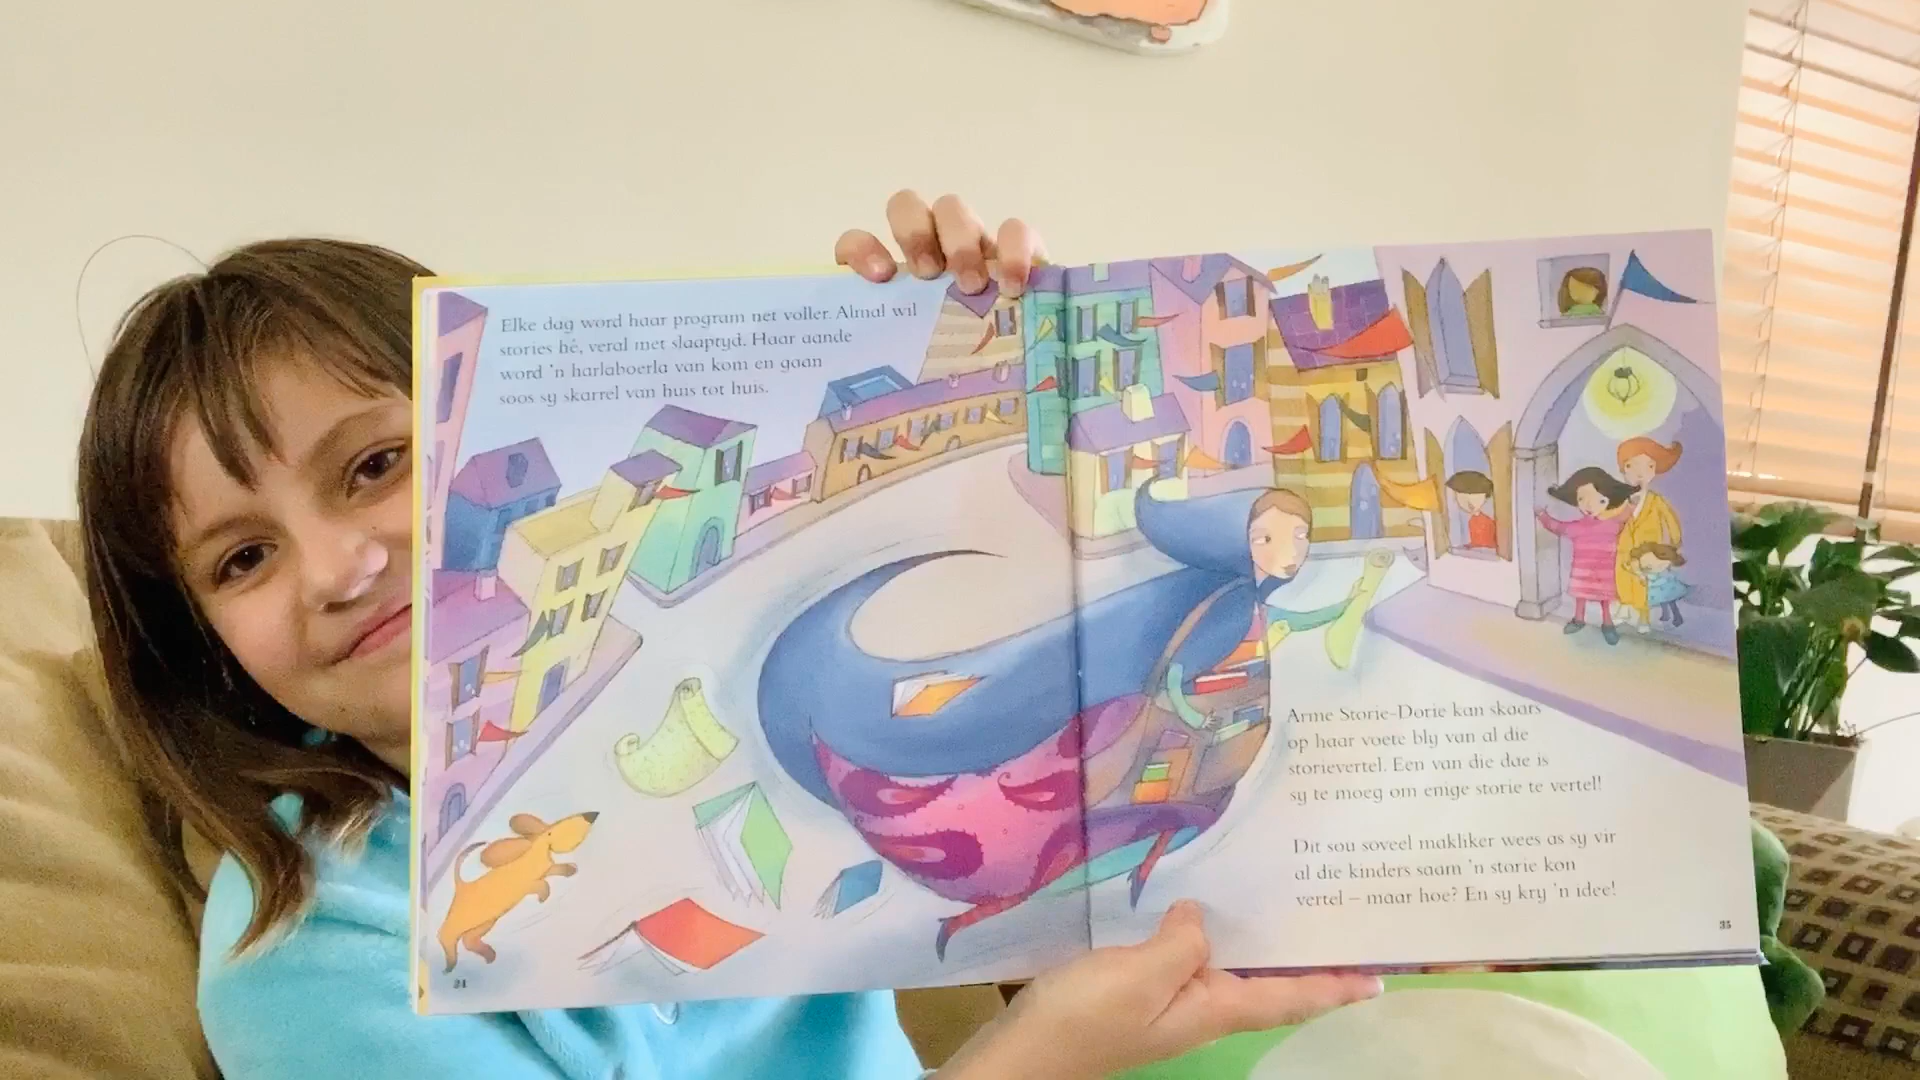 Elke dag word haar program net voller. Almal wil
stories hê, veral met slaaptyd. Haar aande
word 'n harlaboerla van kom en gaan
soos sy skarrel van huis tot huis.
34
Arme Storie-Dorie kan skaars
op haar voete bly van al die
storievertel. Een van die dae is
sy te moeg om enige storie te vertel!
Dit sou soveel makliker wees as sy vir
al die kinders saam 'n storie kon
vertel – maar hoe? En sy kry 'n idee!
35